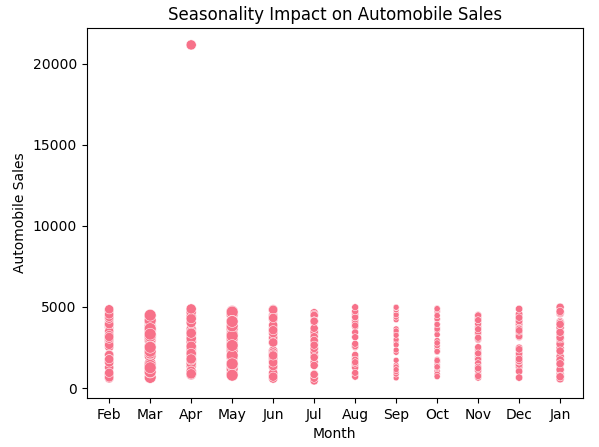 Seasonality Impact on Automobile Sales
20000
15000
10000
5000
0
Automobile Sales
Feb Mar Apr May Jun Jul Aug Sep Oct Nov Dec Jan
Month